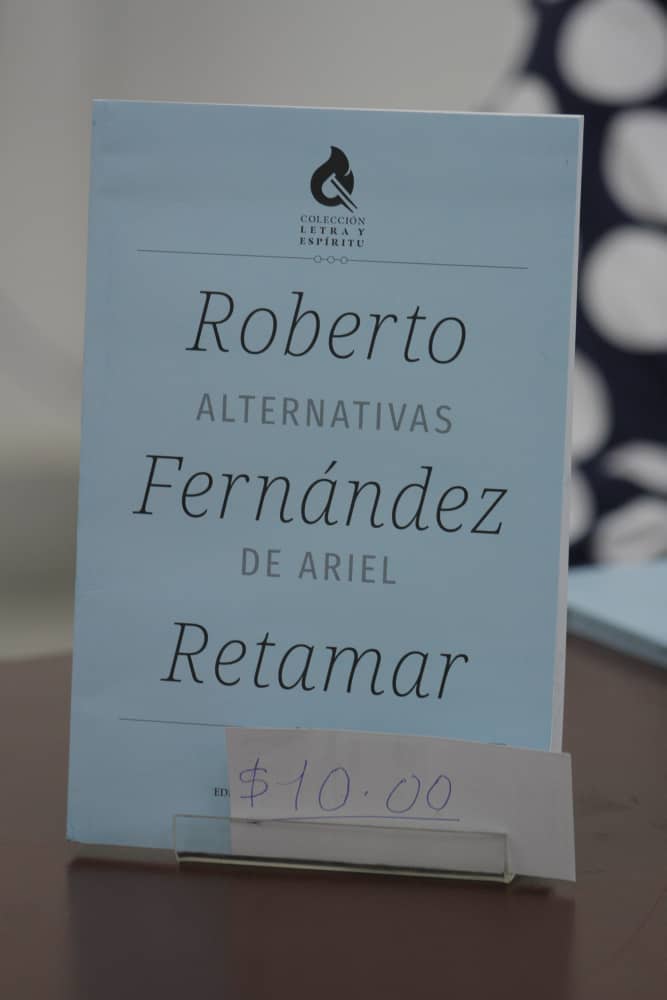 COLECCIÓN
LETRA Y
ESPÍRITU
Roberto
ALTERNATIVAS
Fernández
DE ARIEL
Retamar
$10.00